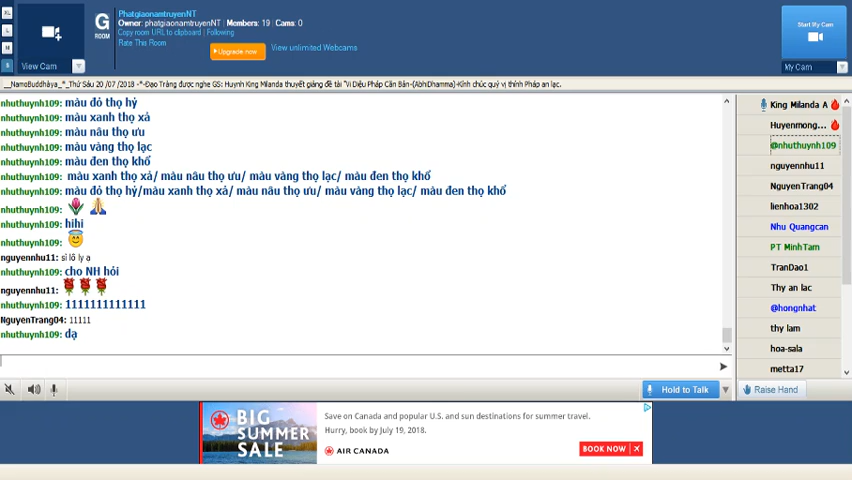 XL
L
M
S
View Cam
G
ROOM
PhatgiaonamtruyenNT
Owner: phatgiaonamtruyenNT | Members: 19 | Cams: 0
Copy room URL to clipboard | Following
Rate This Room
Upgrade now
View unlimited Webcams
Start My Cam
My Cam
__NamoBuddhàya_*_Thứ Sáu 20 /07 /2018 -*-Đạo Tràng được nghe GS: Huynh King Milanda thuyết giảng đề tài "Vi Diệu Pháp Căn Bản-(AbhiDhamma)-Kính chúc quý vị thính Pháp an lạc.
nhuthuynh109: màu đỏ thọ hỷ
nhuthuynh109: màu xanh thọ xả
nhuthuynh109: màu nâu thọ ưu
nhuthuynh109: màu vàng thọ lạc
nhuthuynh109: màu đen thọ khổ
nhuthuynh109: màu xanh thọ xả/ màu nâu thọ ưu/ màu vàng thọ lạc/ màu đen thọ khổ
nhuthuynh109: màu đỏ thọ hỷ/màu xanh thọ xả/ màu nâu thọ ưu/ màu vàng thọ lạc/ màu đen thọ khổ
nhuthuynh109:
nhuthuynh109: hihi
nhuthuynh109:
nguyennhu11: sĩ lô ly a
nhuthuynh109: cho NH hỏi
nguyennhu11:
nhuthuynh109: 1111111111111
NguyenTrang04: 11111
nhuthuynh109: dạ
King Milanda A
Huyenmong...
@nhuthuynh109
nguyennhu11
NguyenTrang04
lienhoa1302
Nhu Quangcan
PT MinhTam
TranDao1
Thy an lac
@hongnhat
thy lam
hoa-sala
metta17
Hold to Talk
Raise Hand
BIG
SUMMER
SALE
Save on Canada and popular U.S. and sun destinations for summer travel.
Hurry, book by July 19, 2018.
AIR CANADA
BOOK NOW